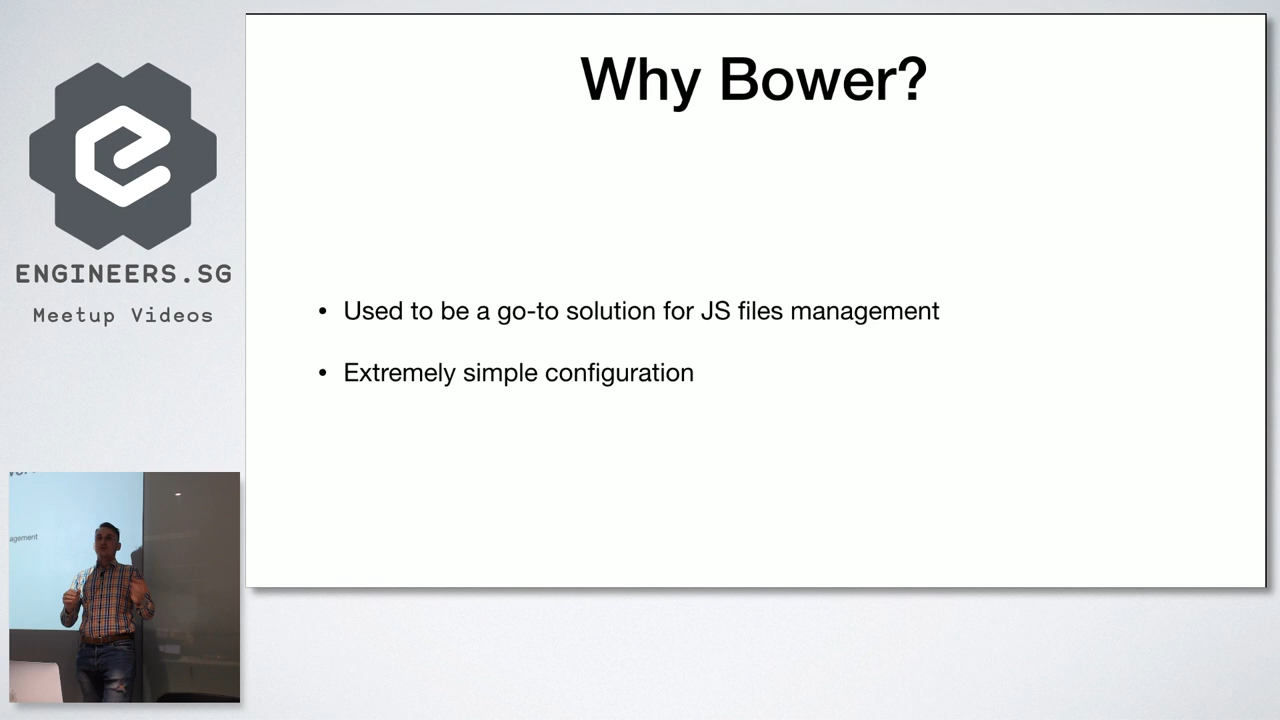 Why Bower?
• Used to be a go-to solution for JS files management
• Extremely simple configuration
ENGINEERS.SG
Meetup Videos
agement